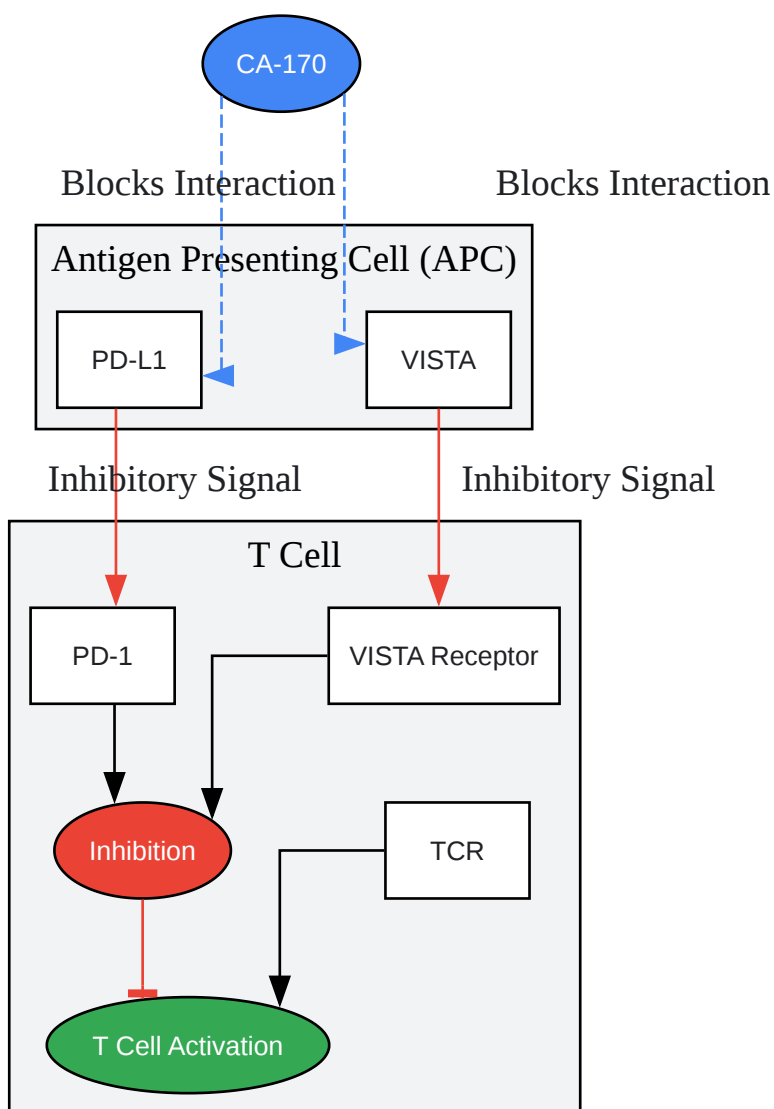 CA-170
Blocks Interaction
Blocks Interaction
Antigen Presenting Cell (APC)
PD-L1
VISTA
Inhibitory Signal
Inhibitory Signal
T Cell
PD-1
VISTA Receptor
Inhibition
TCR
T Cell Activation